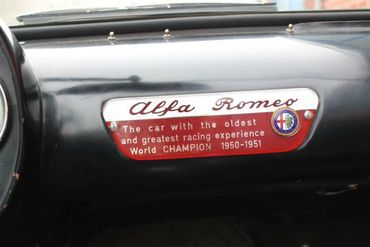 Alfa Romeo
The car with the oldest
and greatest racing experience
World CHAMPION 1950-1951